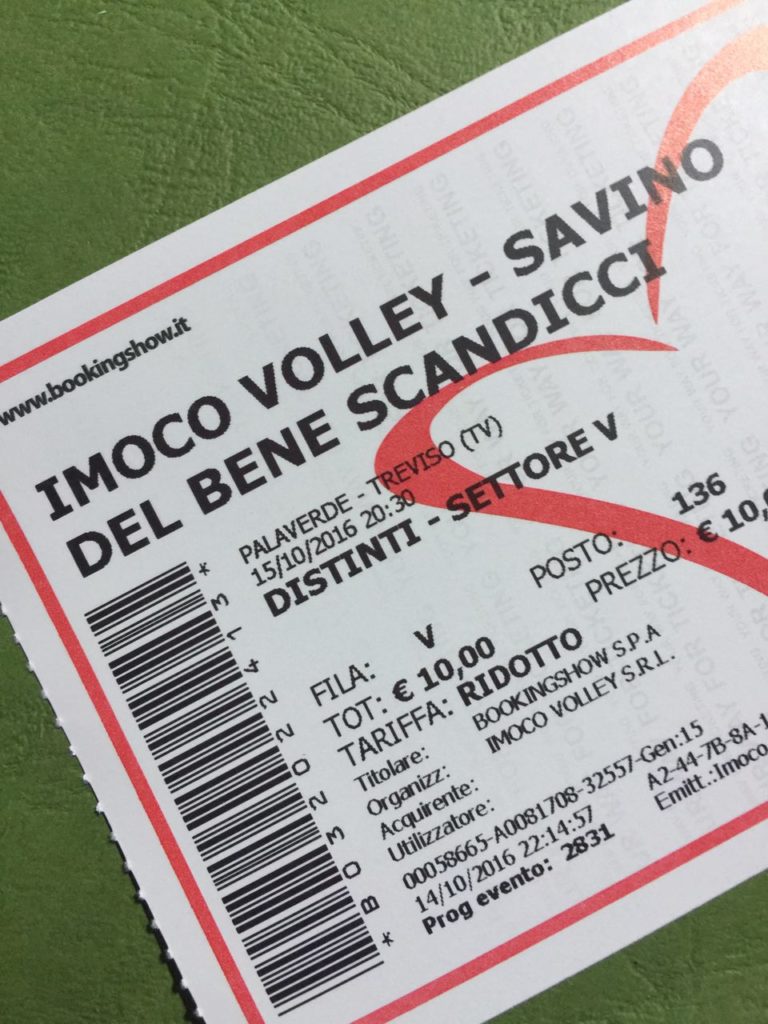 www.bookingshow.it
IMOCO VOLLEY - SAVINO
DEL BENE SCANDICCI
PALAVERDE - TREVISO (TV)
15/10/2016 20:30
DISTINTI - SETTORE V
POSTO: 136
FILA: V PREZZO: € 10,0
TOT: € 10,00
TARIFFA: RIDOTTO
Titolare: BOOKINGSHOW S.P.A
Organizz: IMOCO VOLLEY S.R.L.
Acquirente:
Utilizzatore:
00058665-A0081708-32557-Gen:15
14/10/2016 22:14:57 A2-44-7B-8A-1
Prog evento: 2831 Emitt.:Imoco
*B032022413*